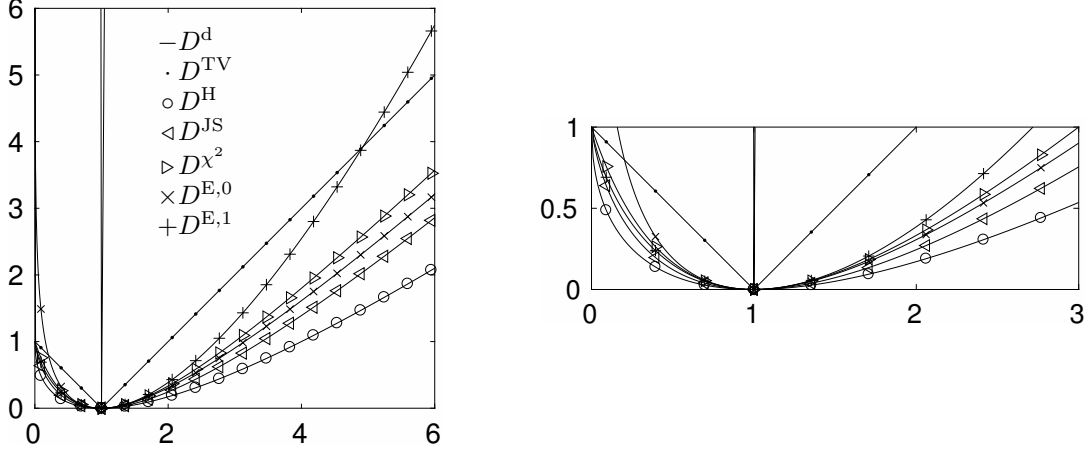 6
5
4
3
2
1
0
− D^d
· D^TV
○ D^H
◁ D^JS
▷ D^χ²
× D^E,0
+ D^E,1
0 2 4 6
1
0.5
0
0 1 2 3